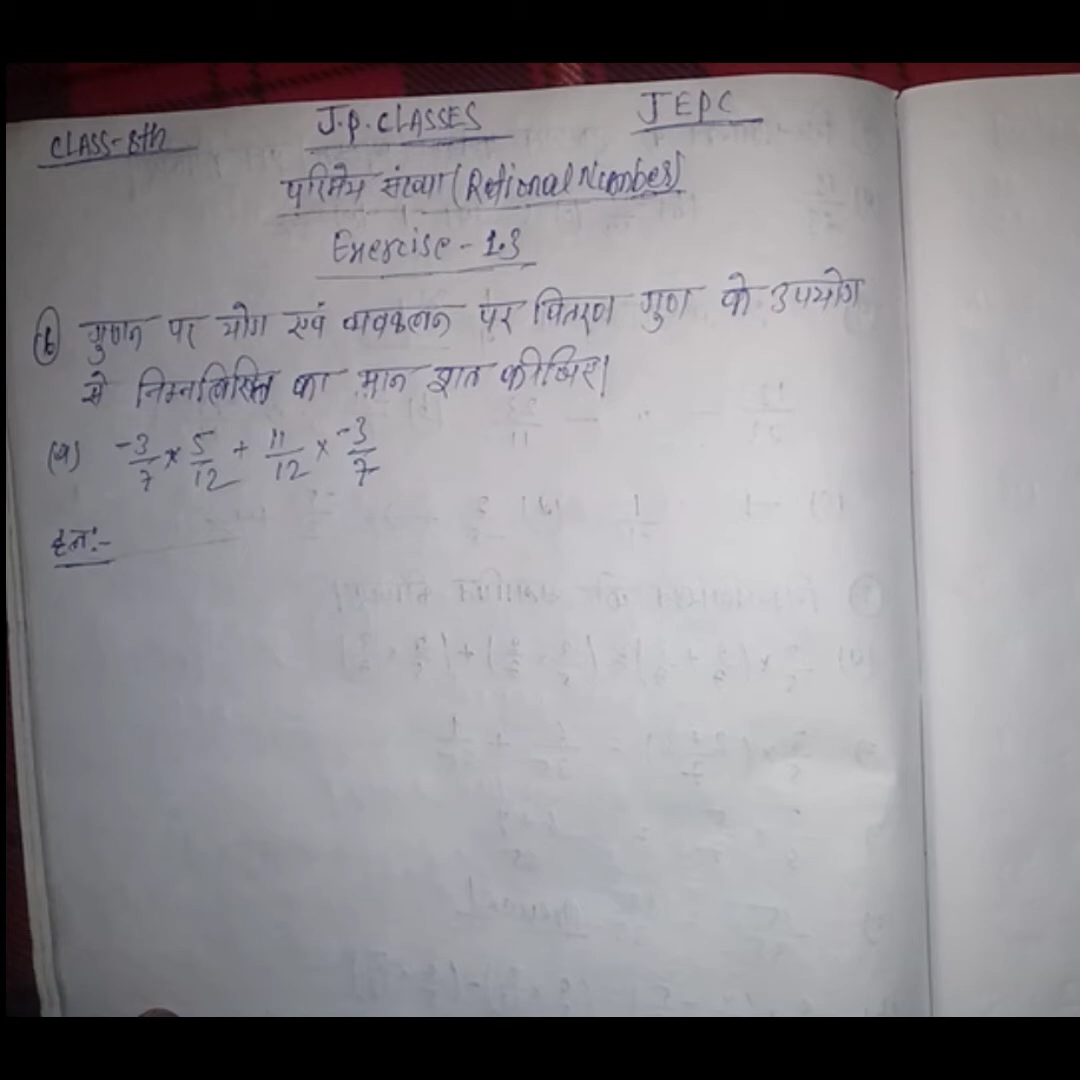 CLASS-8th J.P. CLASSES JEPC
परिमेय संख्या (Rational Number)
Exercise - 1.3
(6) गुणन पर योग एवं व्यवकलन पर वितरण गुण के उपयोग
से निम्नलिखित का मान ज्ञात कीजिए।
(a) -3/7 × 5/12 + 11/12 × -3/7
हल:-